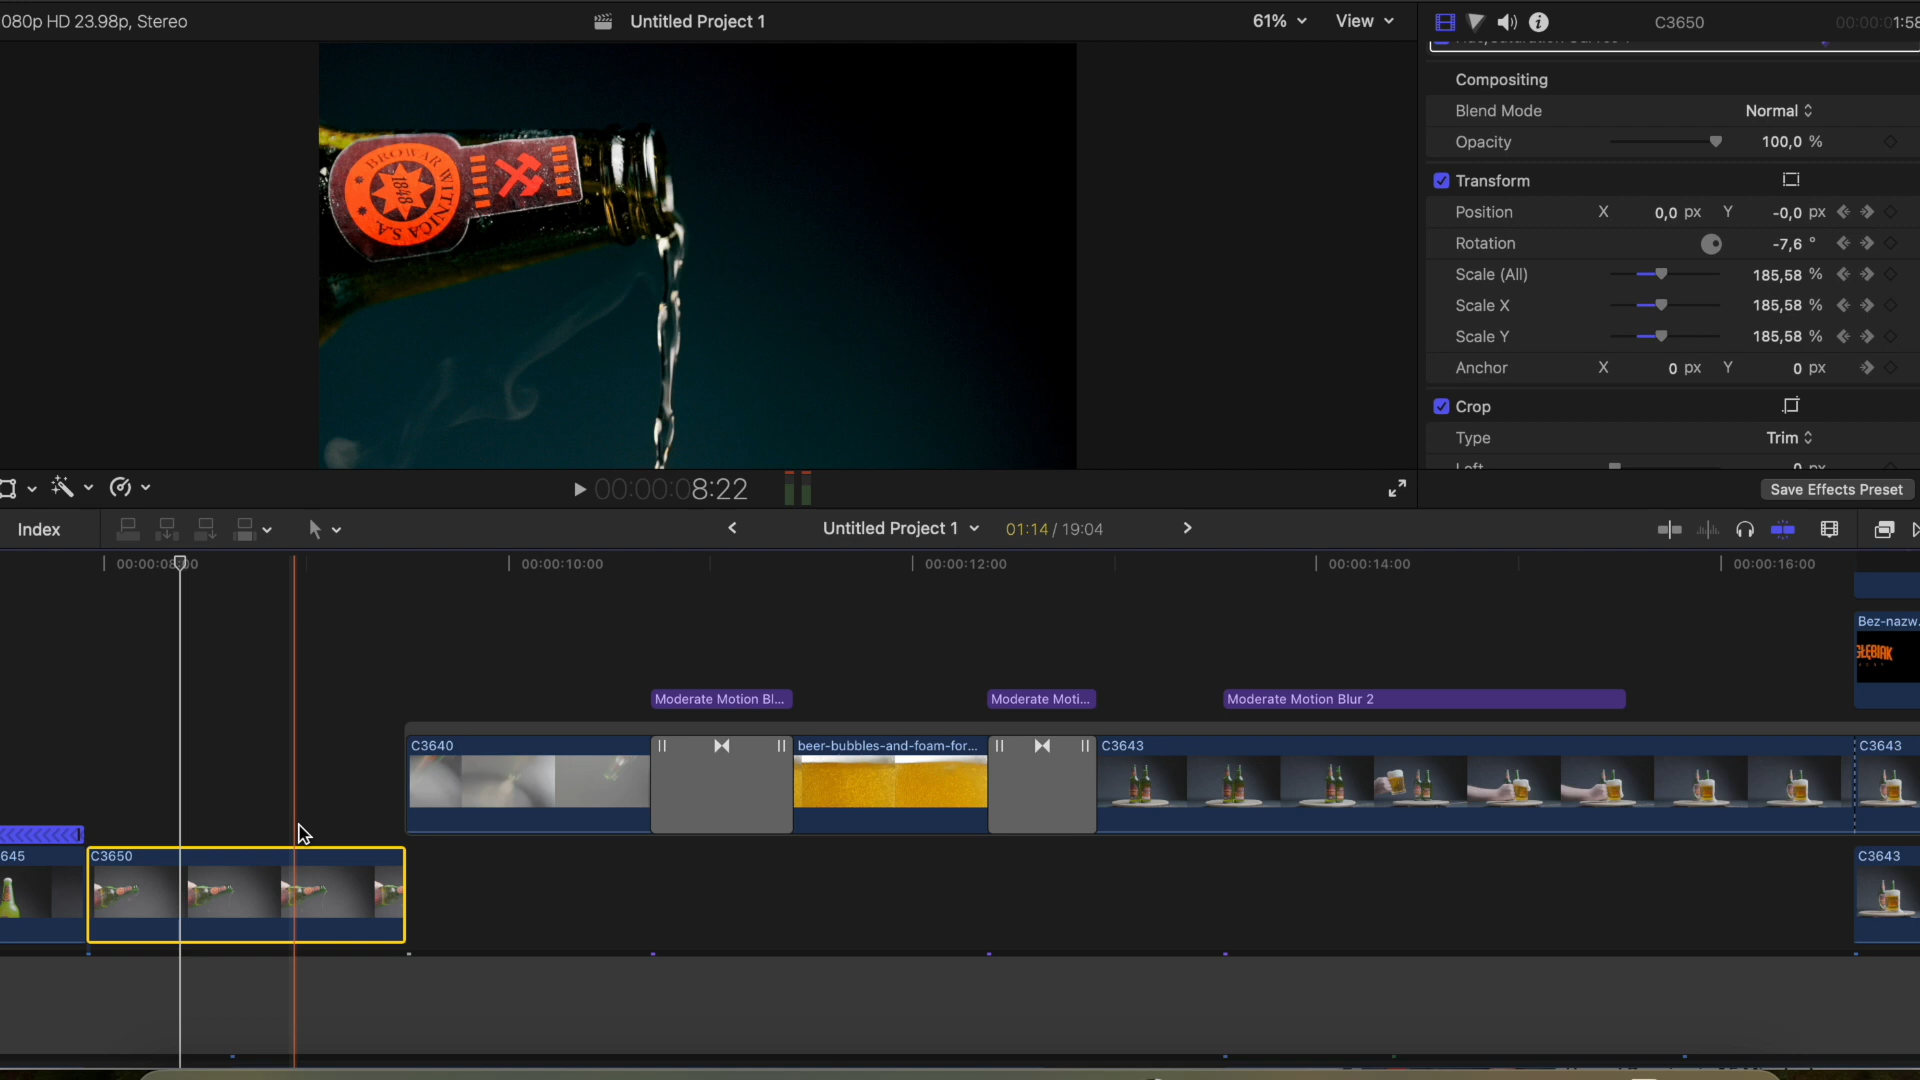 080p HD 23.98p, Stereo
Untitled Project 1
61%
View
C3650
00:00:01:58
Compositing
Blend Mode
Normal
Opacity
100,0 %
Transform
Position
X
0,0 px
Y
-0,0 px
Rotation
-7,6 °
Scale (All)
185,58 %
Scale X
185,58 %
Scale Y
185,58 %
Anchor
X
0 px
Y
0 px
Crop
Type
Trim
Left
0 px
BROWAR WITNICA S.A.
1848
00:00:08:22
Save Effects Preset
Index
Untitled Project 1
01:14 / 19:04
00:00:08:00
00:00:10:00
00:00:12:00
00:00:14:00
00:00:16:00
Bez-nazw.
GŁĘBIAK
Moderate Motion Bl...
Moderate Moti...
Moderate Motion Blur 2
C3640
beer-bubbles-and-foam-for...
C3643
C3643
645
C3650
C3643